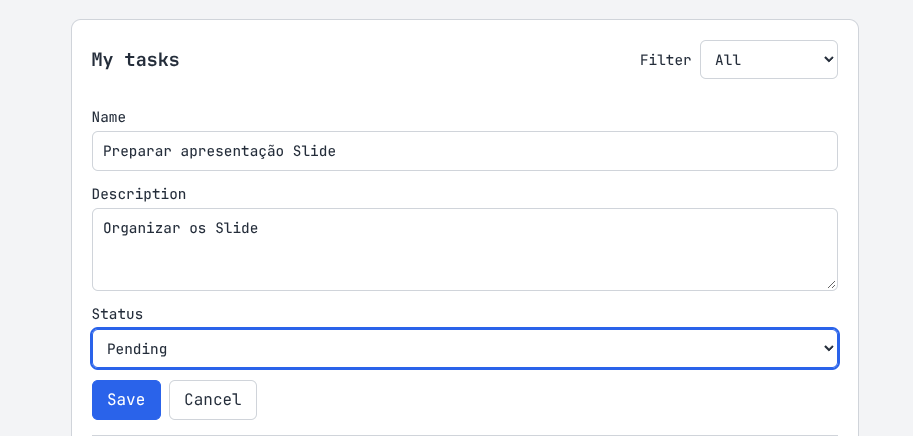 My tasks
Filter All
Name
Preparar apresentação Slide
Description
Organizar os Slide
Status
Pending
Save Cancel